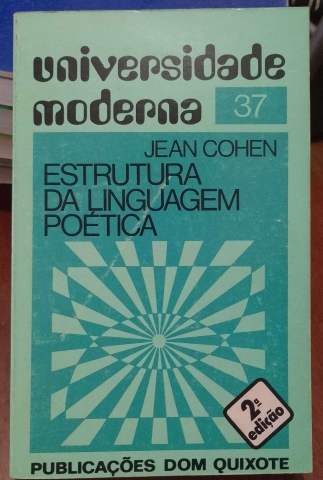 universidade
moderna 37
JEAN COHEN
ESTRUTURA
DA LINGUAGEM
POÉTICA
2ª
edição
PUBLICAÇÕES DOM QUIXOTE